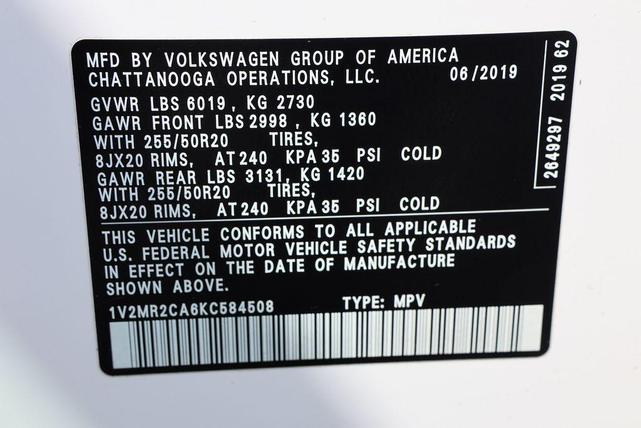 MFD BY VOLKSWAGEN GROUP OF AMERICA
CHATTANOOGA OPERATIONS, LLC. 06/2019
GVWR LBS 6019, KG 2730
GAWR FRONT LBS 2998, KG 1360
WITH 255/50R20 TIRES,
8JX20 RIMS, AT 240 KPA 35 PSI COLD
GAWR REAR LBS 3131, KG 1420
WITH 255/50R20 TIRES,
8JX20 RIMS, AT 240 KPA 35 PSI COLD
THIS VEHICLE CONFORMS TO ALL APPLICABLE
U.S. FEDERAL MOTOR VEHICLE SAFETY STANDARDS
IN EFFECT ON THE DATE OF MANUFACTURE
SHOWN ABOVE.
1V2MR2CA6KC584508 TYPE: MPV
2649297 2019 62